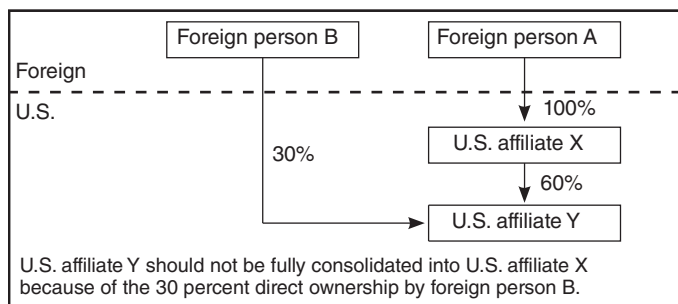 Foreign person B
Foreign person A
Foreign
U.S.
100%
U.S. affiliate X
30%
60%
U.S. affiliate Y
U.S. affiliate Y should not be fully consolidated into U.S. affiliate X
because of the 30 percent direct ownership by foreign person B.